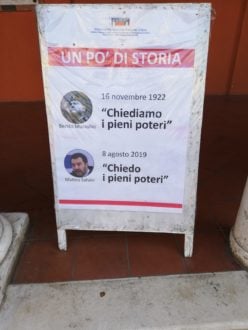 UN PO' DI STORIA
16 novembre 1922
"Chiediamo
i pieni poteri"
Benito Mussolini
8 agosto 2019
"Chiedo
i pieni poteri"
Matteo Salvini